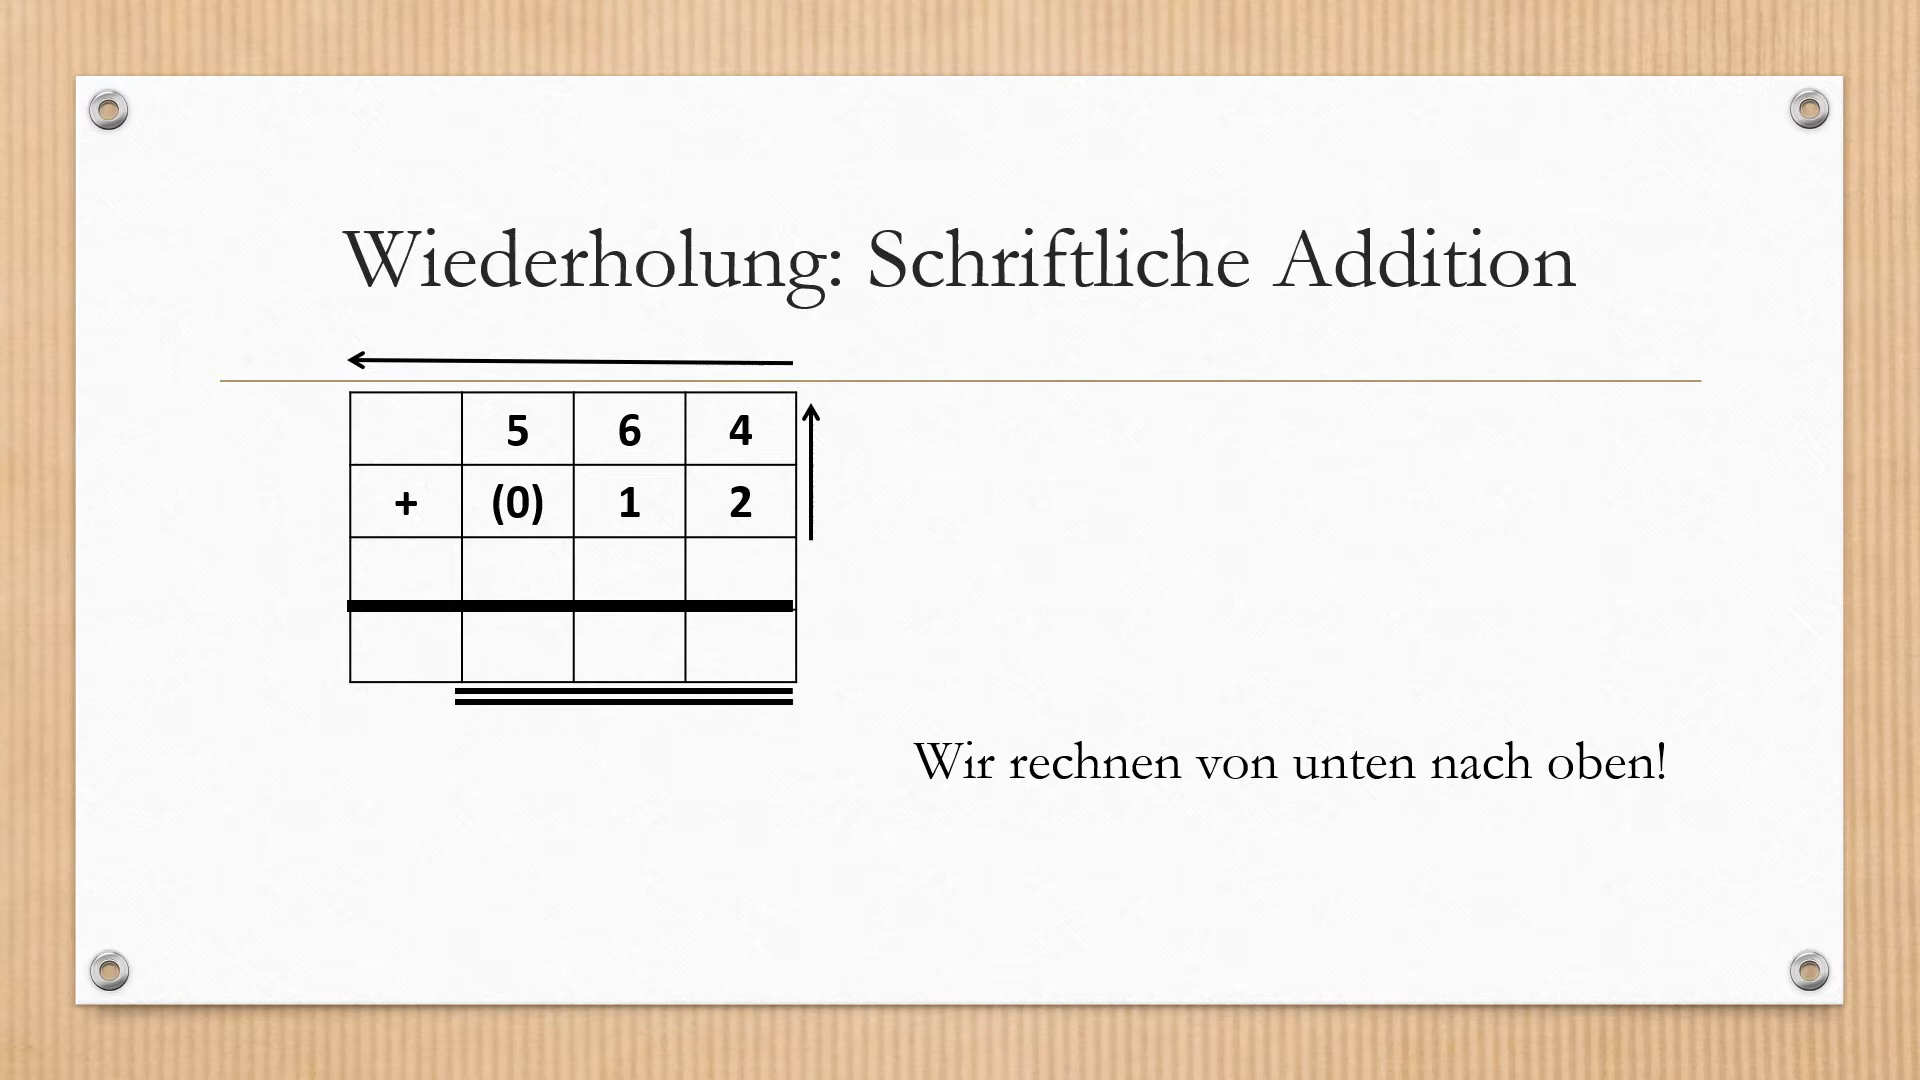 Wiederholung: Schriftliche Addition
5 6 4
+ (0) 1 2
Wir rechnen von unten nach oben!